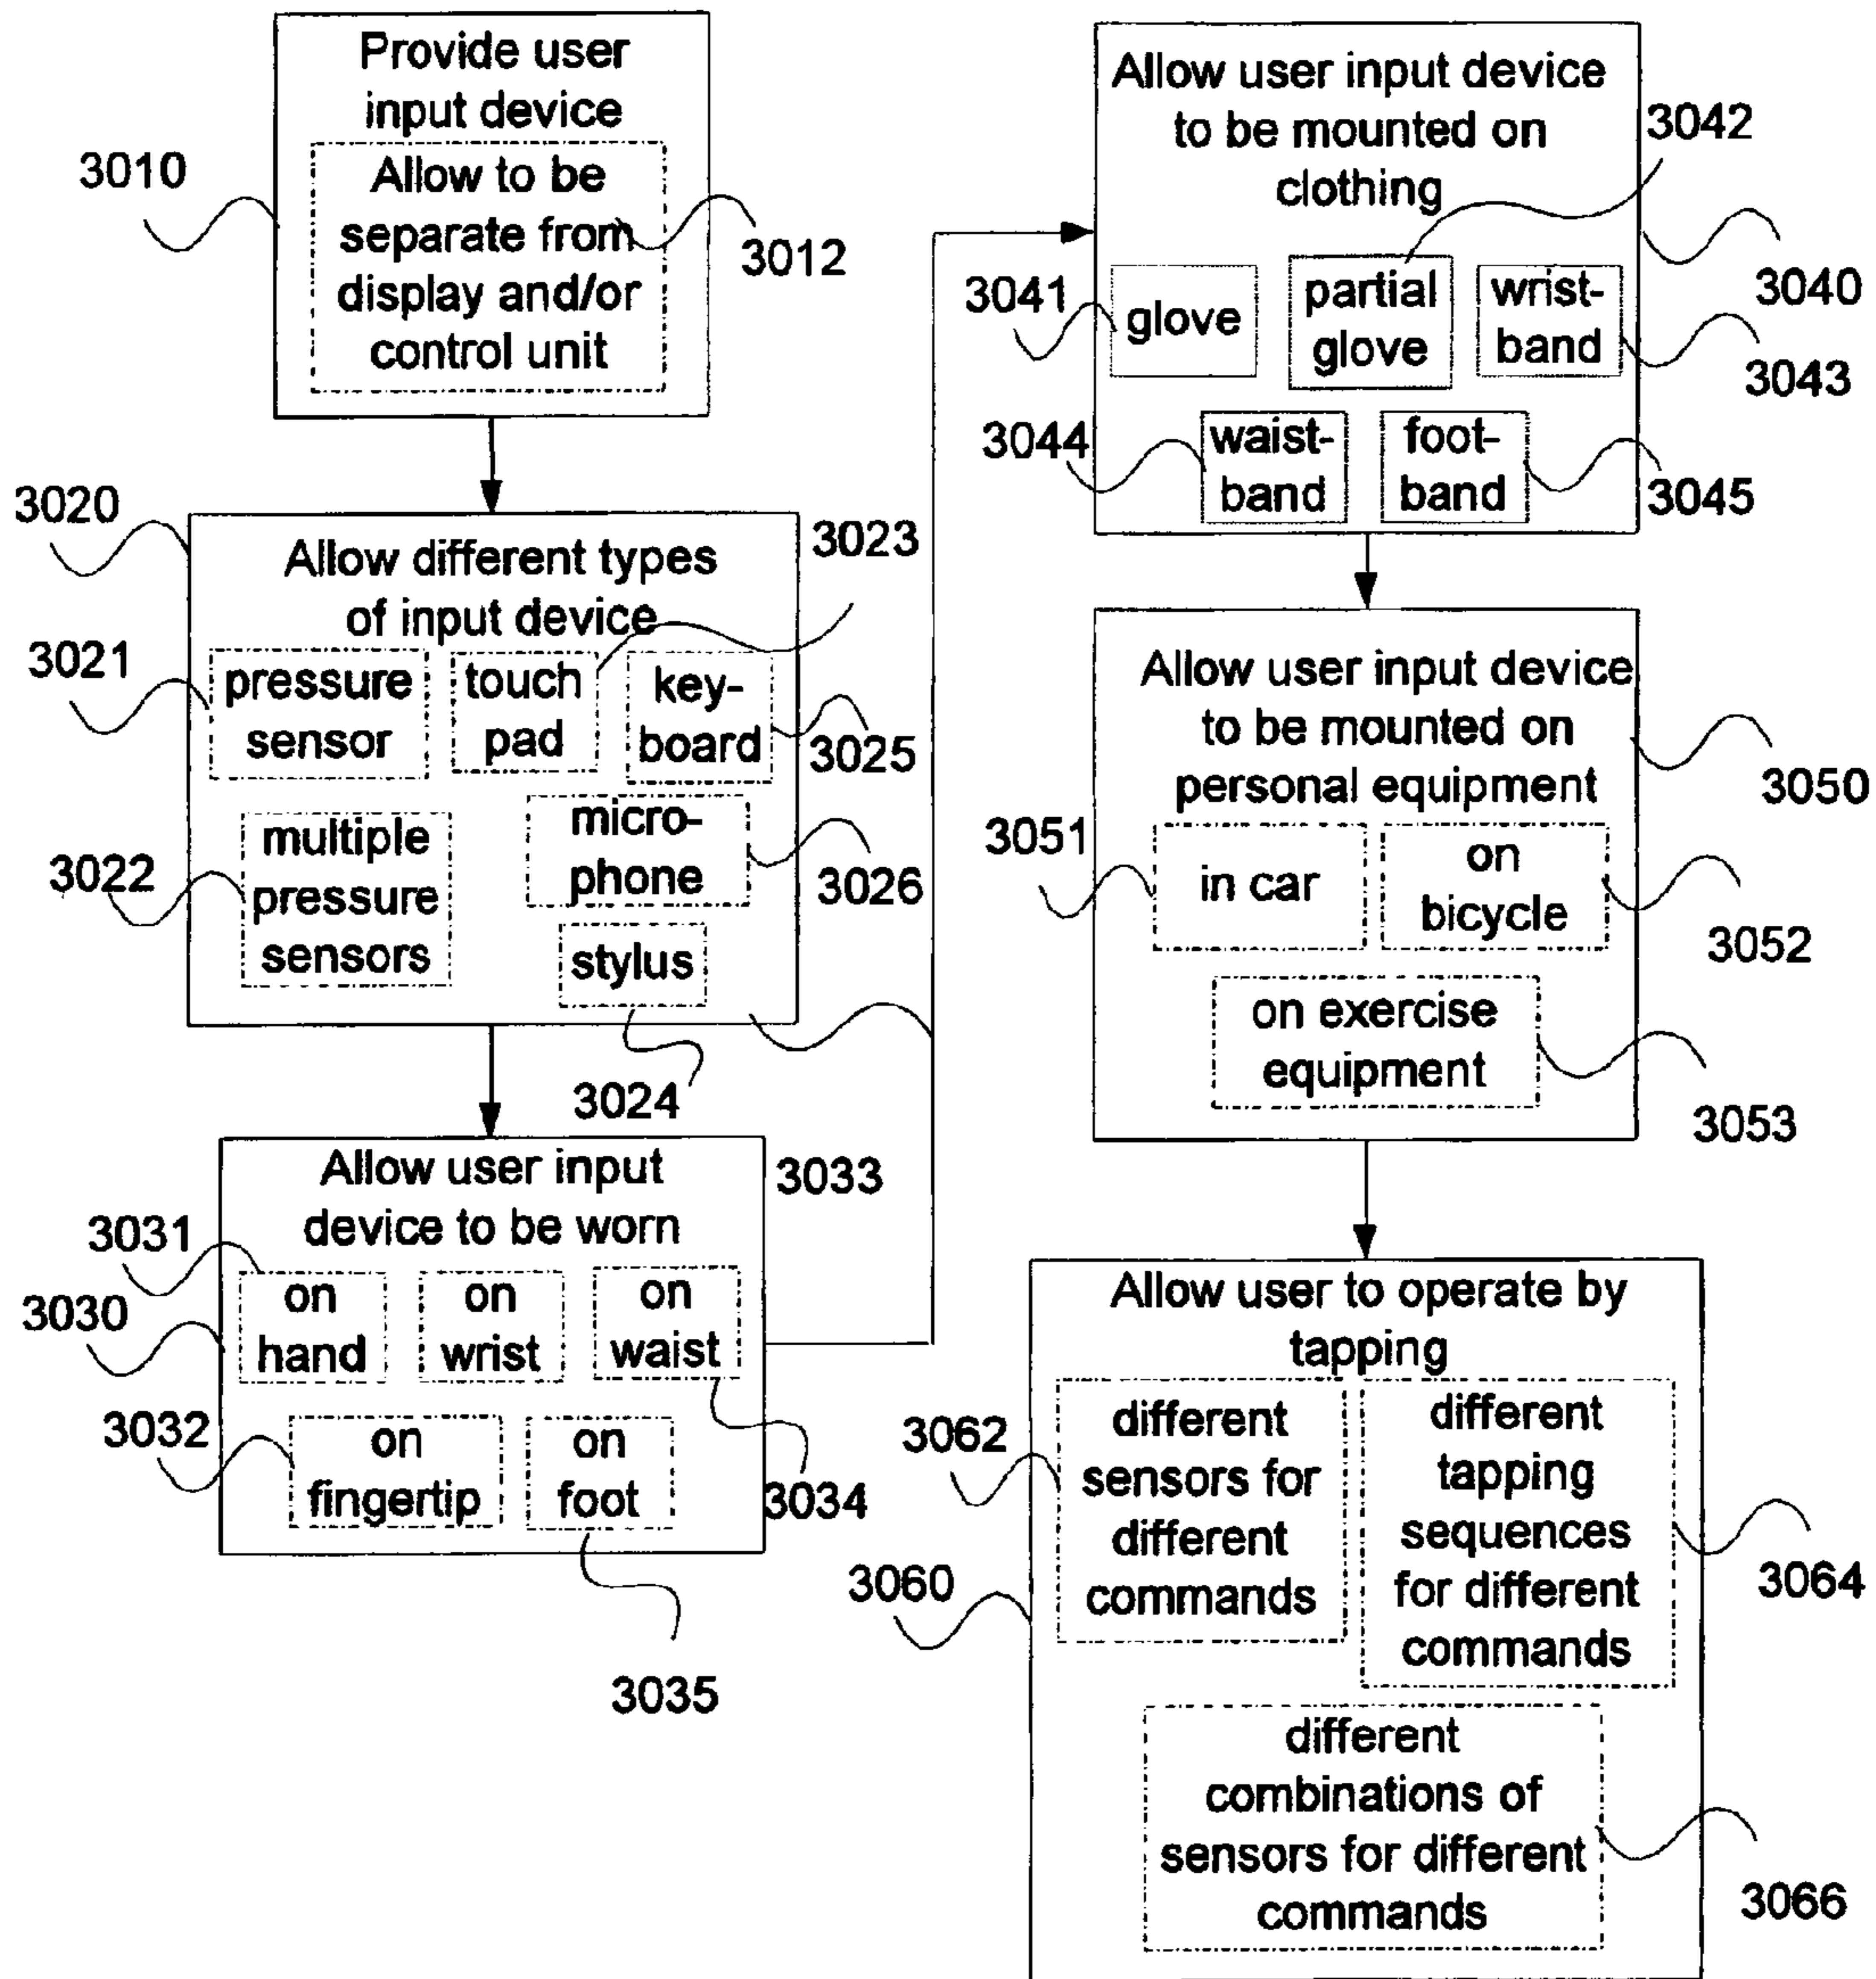 Provide user
input device
Allow to be
separate from
display and/or
control unit
3010
3012
3020
Allow different types
of input device
3023
3021
pressure
sensor
touch
pad
key-
board
3025
3022
multiple
pressure
sensors
micro-
phone
3026
stylus
3024
Allow user input
device to be worn
3033
3031
3030
on
hand
on
wrist
on
waist
3032
on
fingertip
on
foot
3034
3035
Allow user input device
to be mounted on
clothing
3042
3040
3041
glove
partial
glove
wrist-
band
3043
3044
waist-
band
foot-
band
3045
Allow user input device
to be mounted on
personal equipment
3050
3051
in car
on
bicycle
3052
on exercise
equipment
3053
Allow user to operate by
tapping
3062
different
sensors for
different
commands
different
tapping
sequences
for different
commands
3064
3060
different
combinations of
sensors for different
commands
3066